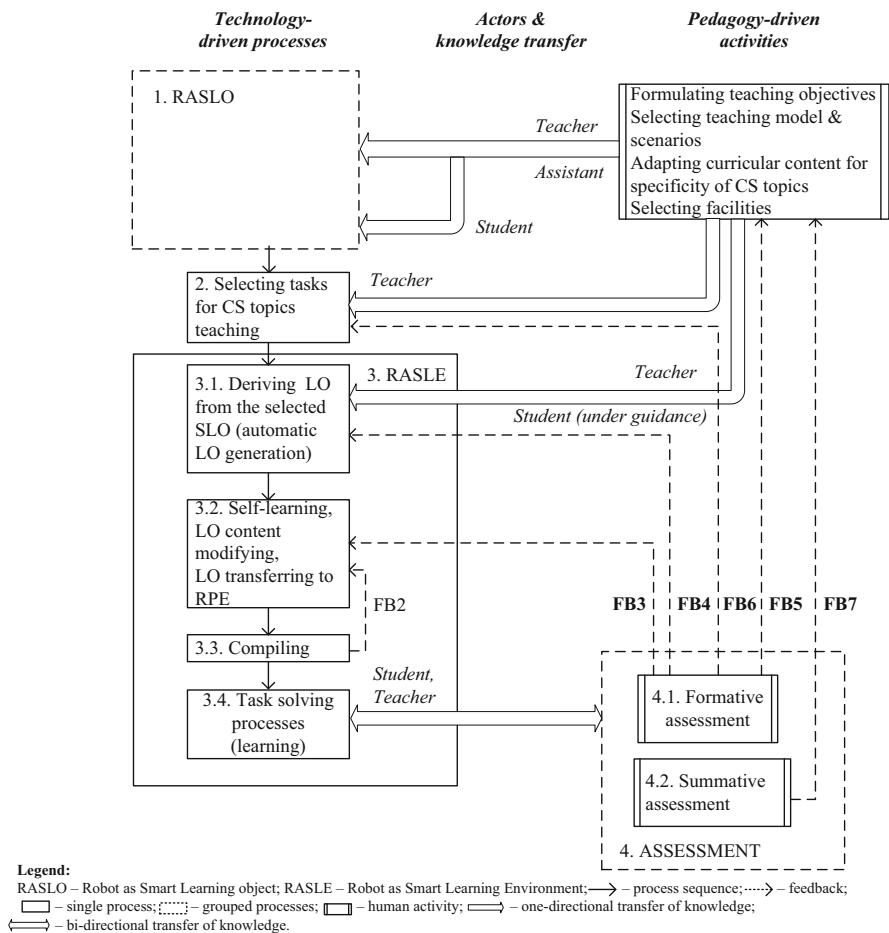 Technology-
driven processes
Actors &
knowledge transfer
Pedagogy-driven
activities
1. RASLO
Formulating teaching objectives
Selecting teaching model &
scenarios
Adapting curricular content for
specificity of CS topics
Selecting facilities
Teacher
Assistant
Student
2. Selecting tasks
for CS topics
teaching
Teacher
3. RASLE
3.1. Deriving LO
from the selected
SLO (automatic
LO generation)
Teacher
Student (under guidance)
3.2. Self-learning,
LO content
modifying,
LO transferring to
RPE
FB2
FB3 FB4 FB6 FB5 FB7
3.3. Compiling
3.4. Task solving
processes
(learning)
Student,
Teacher
4.1. Formative
assessment
4.2. Summative
assessment
4. ASSESSMENT
Legend:
RASLO – Robot as Smart Learning object; RASLE – Robot as Smart Learning Environment; – process sequence; – feedback;
– single process; – grouped processes; – human activity; – one-directional transfer of knowledge;
– bi-directional transfer of knowledge.